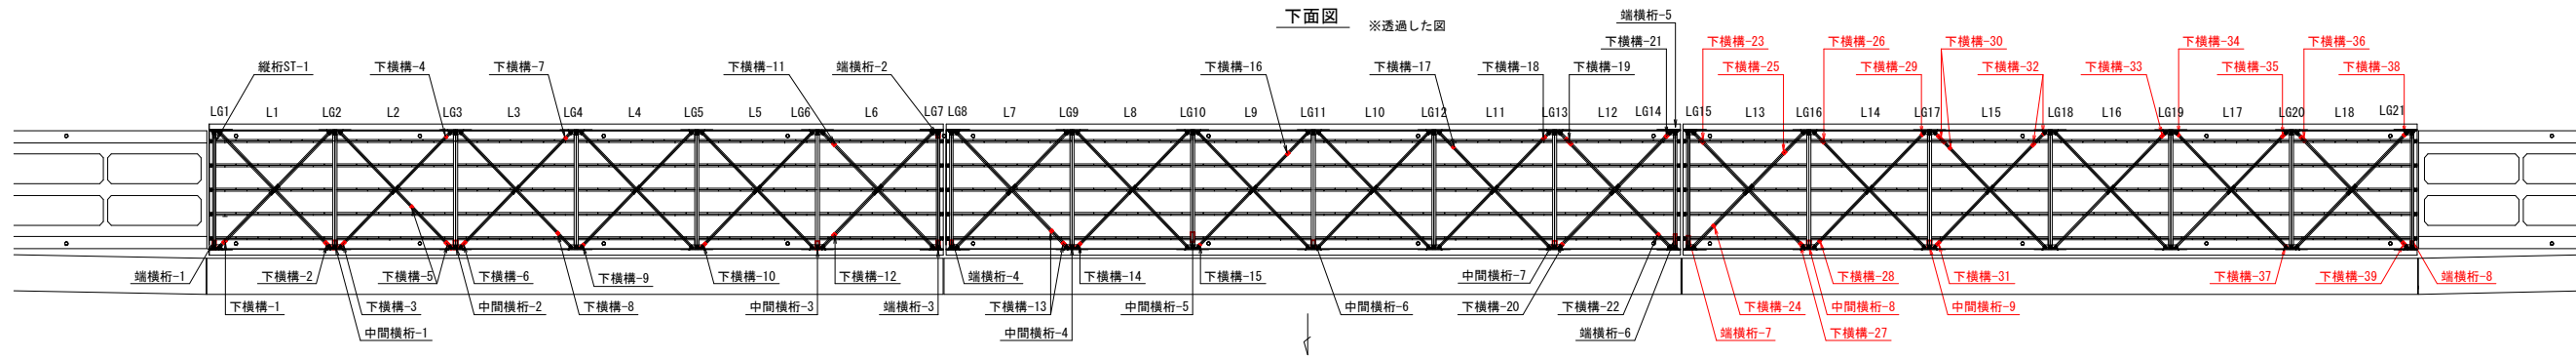 下面図 ※透過した図
端横桁-5
下横構-21 下横構-23 下横構-26 下横構-30 下横構-34 下横構-36
縦桁ST-1 下横構-4 下横構-7 下横構-11 端横桁-2 下横構-16 下横構-17 下横構-18 下横構-19 下横構-25 下横構-29 下横構-32 下横構-33 下横構-35 下横構-38
LG1 L1 LG2 L2 LG3 L3 LG4 L4 LG5 L5 LG6 L6 LG7 LG8 L7 LG9 L8 LG10 L9 LG11 L10 LG12 L11 LG13 L12 LG14 LG15 L13 LG16 L14 LG17 L15 LG18 L16 LG19 L17 LG20 L18 LG21
端横桁-1 下横構-2 下横構-5 下横構-6 下横構-9 下横構-10 下横構-12 端横桁-4 下横構-14 下横構-15 中間横桁-7 下横構-28 下横構-31 下横構-37 下横構-39 端横桁-8
下横構-1 下横構-3 中間横桁-2 下横構-8 中間横桁-3 端横桁-3 下横構-13 中間横桁-5 中間横桁-6 下横構-20 下横構-22 下横構-24 中間横桁-8 中間横桁-9
中間横桁-1 中間横桁-4 端横桁-6 端横桁-7 下横構-27